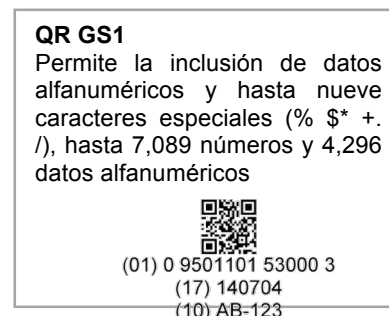 QR GS1
Permite la inclusión de datos
alfanuméricos y hasta nueve
caracteres especiales (% $* +.
/), hasta 7,089 números y 4,296
datos alfanuméricos
(01) 0 9501101 53000 3
(17) 140704
(10) AB-123